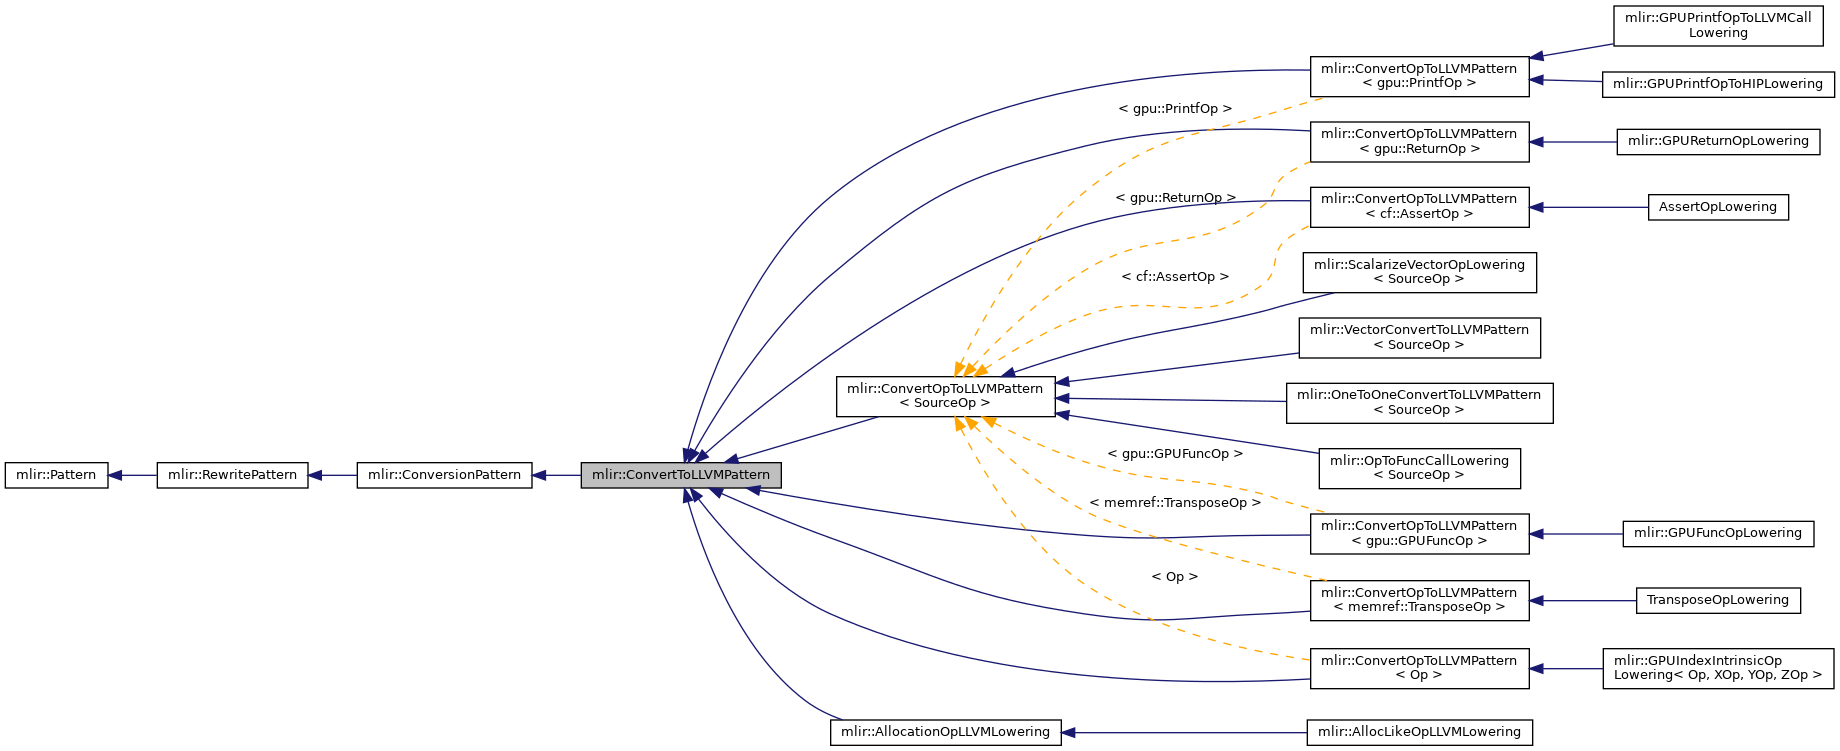 mlir::GPUPrintfOpToLLVMCall
Lowering
mlir::ConvertOpToLLVMPattern
< gpu::PrintfOp >
mlir::GPUPrintfOpToHIPLowering
< gpu::PrintfOp >
mlir::ConvertOpToLLVMPattern
< gpu::ReturnOp >
mlir::GPUReturnOpLowering
< gpu::ReturnOp >
mlir::ConvertOpToLLVMPattern
< cf::AssertOp >
AssertOpLowering
< cf::AssertOp >
mlir::ScalarizeVectorOpLowering
< SourceOp >
mlir::VectorConvertToLLVMPattern
< SourceOp >
mlir::ConvertOpToLLVMPattern
< SourceOp >
mlir::OneToOneConvertToLLVMPattern
< SourceOp >
mlir::OpToFuncCallLowering
< SourceOp >
< gpu::GPUFuncOp >
mlir::Pattern
mlir::RewritePattern
mlir::ConversionPattern
mlir::ConvertToLLVMPattern
< memref::TransposeOp >
mlir::ConvertOpToLLVMPattern
< gpu::GPUFuncOp >
mlir::GPUFuncOpLowering
< Op >
mlir::ConvertOpToLLVMPattern
< memref::TransposeOp >
TransposeOpLowering
mlir::ConvertOpToLLVMPattern
< Op >
mlir::GPUIndexIntrinsicOp
Lowering< Op, XOp, YOp, ZOp >
mlir::AllocationOpLLVMLowering
mlir::AllocLikeOpLLVMLowering